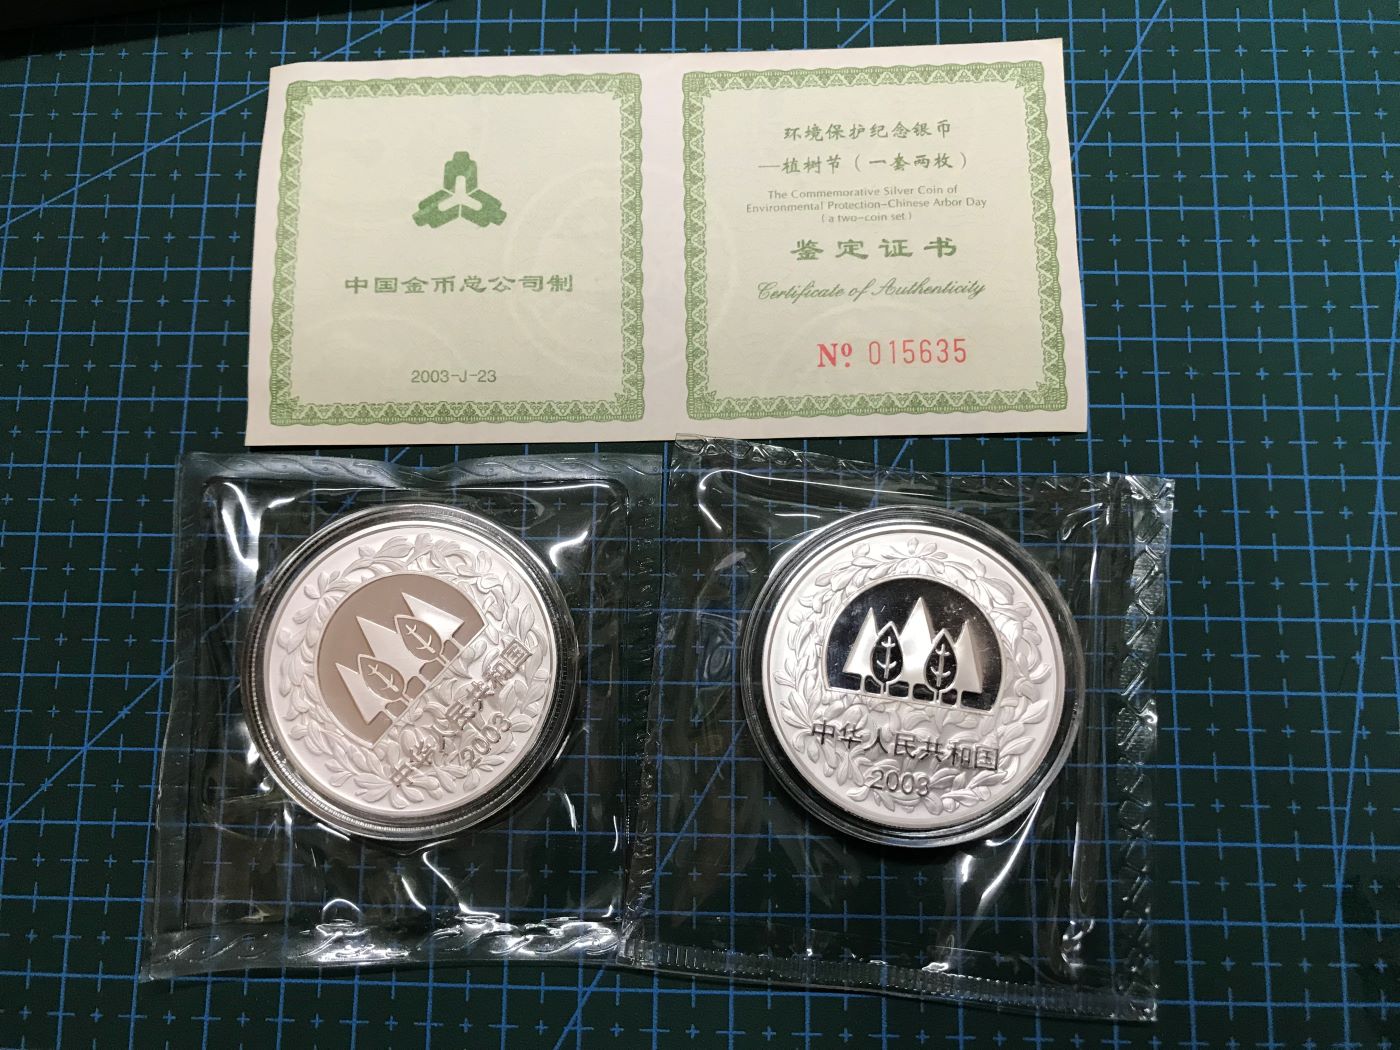 中国金币总公司制
2003-J-23
环境保护纪念银币
—植树节（一套两枚）
The Commemorative Silver Coin of
Environmental Protection-Chinese Arbor Day
(a two-coin set)
鉴定证书
Certificate of Authenticity
Nº 015635
中华人民共和国
2003
中华人民共和国
2003